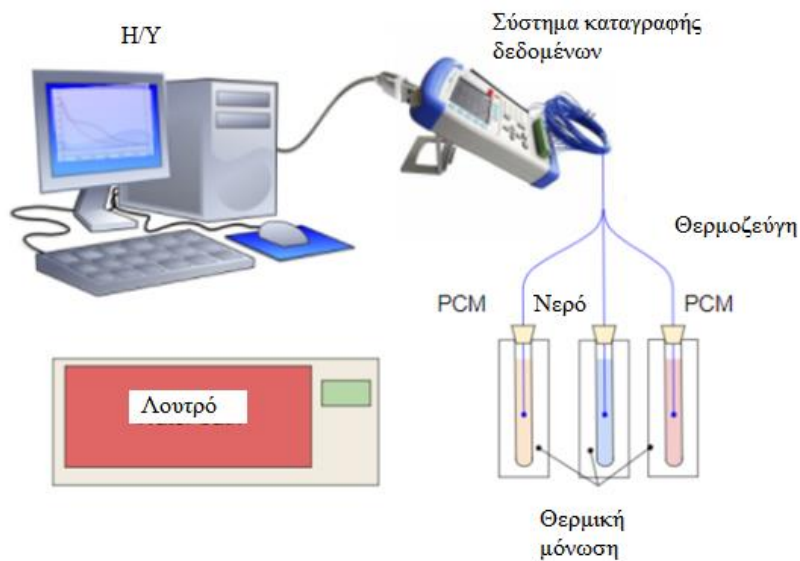 Η/Υ
Σύστημα καταγραφής
δεδομένων
Θερμοζεύγη
PCM
Νερό
PCM
Λουτρό
Θερμική
μόνωση